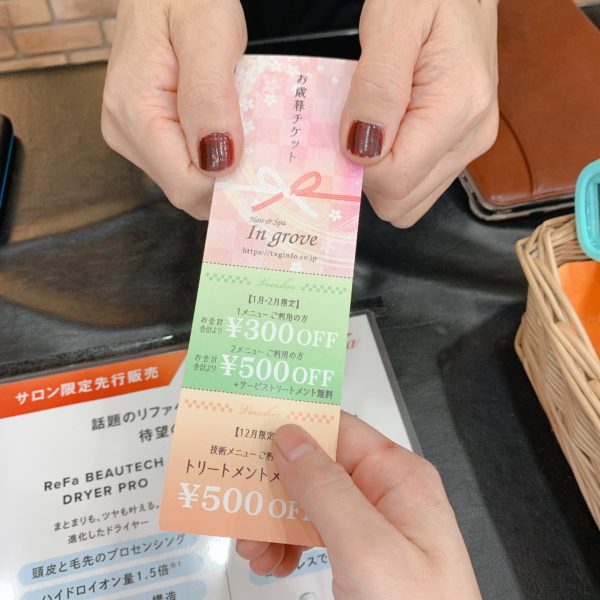 お歳暮チケット
Hair & Spa
In grove
https://tvginfo.co.jp
Voucher
【1月・2月限定】
1メニューご利用の方
お会計合計より ¥300OFF
2メニューご利用の方
お会計合計より ¥500OFF
+サービストリートメント無料
Voucher
【12月限定
技術メニューご利
トリートメントメ
¥500OFF
サロン限定先行販売
話題のリファ
待望の
ReFa BEAUTECH
DRYER PRO
まとまりも、ツヤも叶える。
進化したドライヤー
頭皮と毛先のプロセンシング
ハイドロイオン量1.5倍
構造
レスで